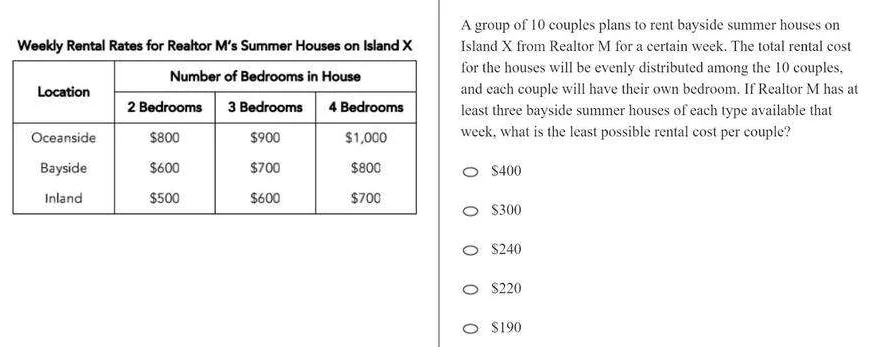 Weekly Rental Rates for Realtor M's Summer Houses on Island X
Location
Number of Bedrooms in House
2 Bedrooms 3 Bedrooms 4 Bedrooms
Oceanside $800 $900 $1,000
Bayside $600 $700 $800
Inland $500 $600 $700
A group of 10 couples plans to rent bayside summer houses on
Island X from Realtor M for a certain week. The total rental cost
for the houses will be evenly distributed among the 10 couples,
and each couple will have their own bedroom. If Realtor M has at
least three bayside summer houses of each type available that
week, what is the least possible rental cost per couple?
$400
$300
$240
$220
$190